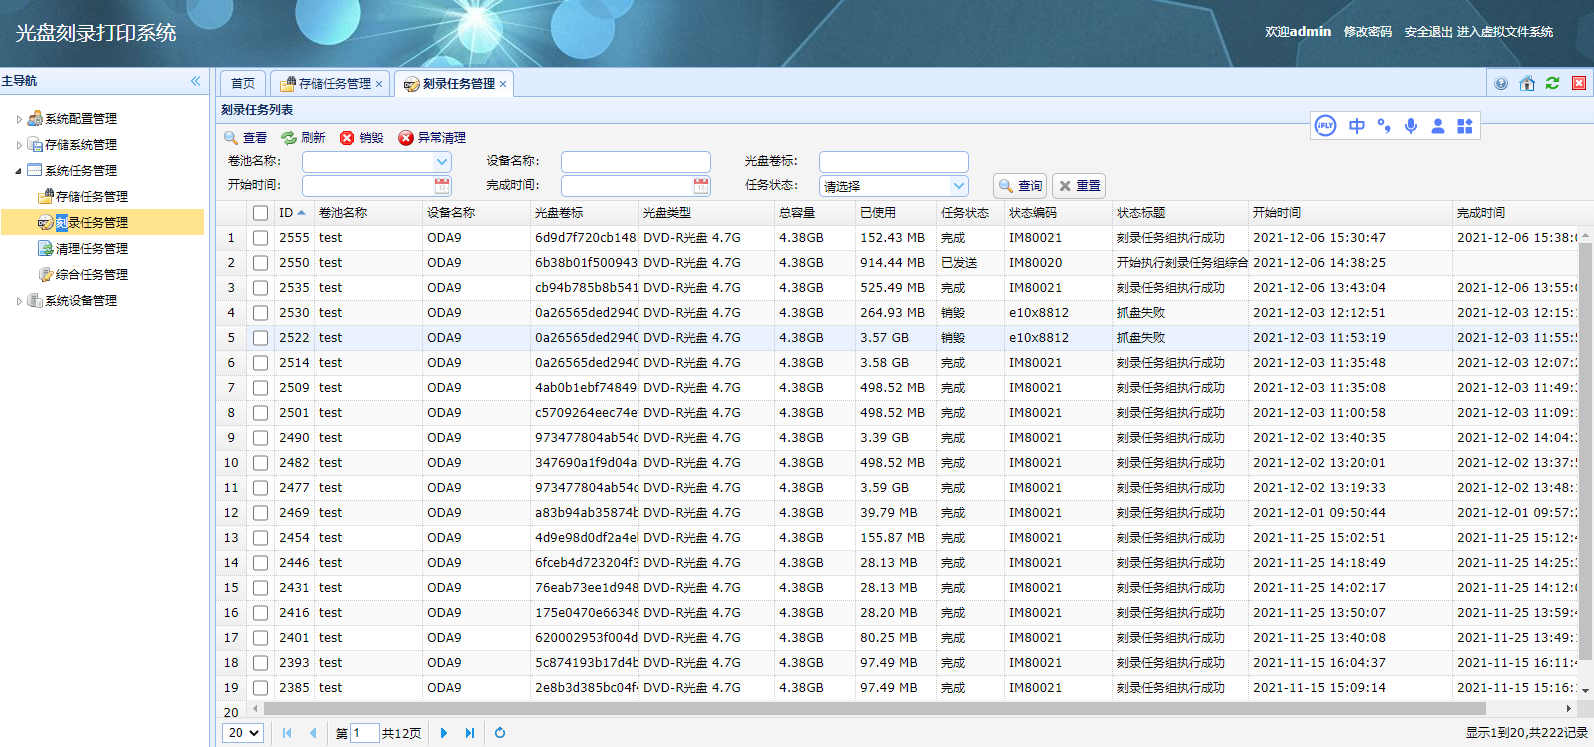 光盘刻录打印系统
欢迎admin 修改密码 安全退出 进入虚拟文件系统
主导航
系统配置管理
存储系统管理
系统任务管理
存储任务管理
刻录任务管理
清理任务管理
综合任务管理
系统设备管理
首页 存储任务管理 刻录任务管理
刻录任务列表
查看 刷新 销毁 异常清理
iFLY 中
卷池名称: 设备名称: 光盘卷标:
开始时间: 完成时间: 任务状态: 请选择 查询 重置
ID 卷池名称 设备名称 光盘卷标 光盘类型 总容量 已使用 任务状态 状态编码 状态标题 开始时间 完成时间
1 2555 test ODA9 6d9d7f720cb148 DVD-R光盘 4.7G 4.38GB 152.43 MB 完成 IM80021 刻录任务组执行成功 2021-12-06 15:30:47 2021-12-06 15:38:0
2 2550 test ODA9 6b38b01f500943 DVD-R光盘 4.7G 4.38GB 914.44 MB 已发送 IM80020 开始执行刻录任务组综合 2021-12-06 14:38:25
3 2535 test ODA9 cb94b785b8b541 DVD-R光盘 4.7G 4.38GB 525.49 MB 完成 IM80021 刻录任务组执行成功 2021-12-06 13:43:04 2021-12-06 13:55:0
4 2530 test ODA9 0a26565ded2940 DVD-R光盘 4.7G 4.38GB 264.93 MB 销毁 e10x8812 抓盘失败 2021-12-03 12:12:51 2021-12-03 12:15:
5 2522 test ODA9 0a26565ded2940 DVD-R光盘 4.7G 4.38GB 3.57 GB 销毁 e10x8812 抓盘失败 2021-12-03 11:53:19 2021-12-03 11:55:
6 2514 test ODA9 0a26565ded2940 DVD-R光盘 4.7G 4.38GB 3.58 GB 完成 IM80021 刻录任务组执行成功 2021-12-03 11:35:48 2021-12-03 12:07:
7 2509 test ODA9 4ab0b1ebf74849 DVD-R光盘 4.7G 4.38GB 498.52 MB 完成 IM80021 刻录任务组执行成功 2021-12-03 11:35:08 2021-12-03 11:49:
8 2501 test ODA9 c5709264eec74e DVD-R光盘 4.7G 4.38GB 498.52 MB 完成 IM80021 刻录任务组执行成功 2021-12-03 11:00:58 2021-12-03 11:09:
9 2490 test ODA9 973477804ab54c DVD-R光盘 4.7G 4.38GB 3.39 GB 完成 IM80021 刻录任务组执行成功 2021-12-02 13:40:35 2021-12-02 14:04:
10 2482 test ODA9 347690a1f9d04a DVD-R光盘 4.7G 4.38GB 498.52 MB 完成 IM80021 刻录任务组执行成功 2021-12-02 13:20:01 2021-12-02 13:37:
11 2477 test ODA9 973477804ab54c DVD-R光盘 4.7G 4.38GB 3.59 GB 完成 IM80021 刻录任务组执行成功 2021-12-02 13:19:33 2021-12-02 13:48:
12 2469 test ODA9 a83b94ab35874b DVD-R光盘 4.7G 4.38GB 39.79 MB 完成 IM80021 刻录任务组执行成功 2021-12-01 09:50:44 2021-12-01 09:57:
13 2454 test ODA9 4d9e98d0df2a4e DVD-R光盘 4.7G 4.38GB 155.87 MB 完成 IM80021 刻录任务组执行成功 2021-11-25 15:02:51 2021-11-25 15:12:
14 2446 test ODA9 6fceb4d723204f3 DVD-R光盘 4.7G 4.38GB 28.13 MB 完成 IM80021 刻录任务组执行成功 2021-11-25 14:18:49 2021-11-25 14:25:
15 2431 test ODA9 76eab73ee1d948 DVD-R光盘 4.7G 4.38GB 28.13 MB 完成 IM80021 刻录任务组执行成功 2021-11-25 14:02:17 2021-11-25 14:12:
16 2416 test ODA9 175e0470e66348 DVD-R光盘 4.7G 4.38GB 28.20 MB 完成 IM80021 刻录任务组执行成功 2021-11-25 13:50:07 2021-11-25 13:59:
17 2401 test ODA9 620002953f004d DVD-R光盘 4.7G 4.38GB 80.25 MB 完成 IM80021 刻录任务组执行成功 2021-11-25 13:40:08 2021-11-25 13:49:
18 2393 test ODA9 5c874193b17d4b DVD-R光盘 4.7G 4.38GB 97.49 MB 完成 IM80021 刻录任务组执行成功 2021-11-15 16:04:37 2021-11-15 16:11:
19 2385 test ODA9 2e8b3d385bc04f DVD-R光盘 4.7G 4.38GB 97.49 MB 完成 IM80021 刻录任务组执行成功 2021-11-15 15:09:14 2021-11-15 15:16:
20
20 第 1 共12页 显示1到20,共222记录